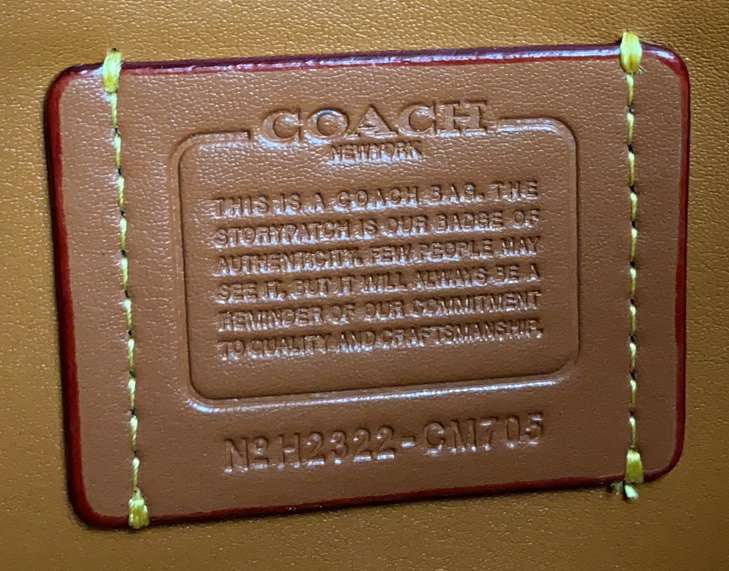 COACH
NEW YORK
THIS IS A COACH BAG. THE
STORYPATCH IS OUR BADGE OF
AUTHENTICITY. FEW PEOPLE MAY
SEE IT, BUT IT WILL ALWAYS BE A
REMINDER OF OUR COMMITMENT
TO QUALITY AND CRAFTSMANSHIP.
Nº H2322-CM705